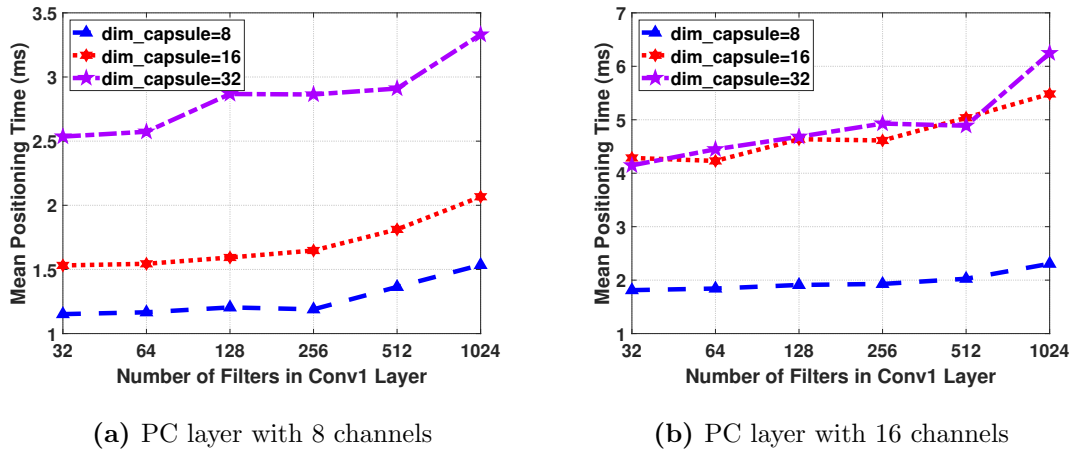 3.5
3
2.5
2
1.5
1
Mean Positioning Time (ms)
dim_capsule=8
dim_capsule=16
dim_capsule=32
32 64 128 256 512 1024
Number of Filters in Conv1 Layer
(a) PC layer with 8 channels
7
6
5
4
3
2
1
Mean Positioning Time (ms)
dim_capsule=8
dim_capsule=16
dim_capsule=32
32 64 128 256 512 1024
Number of Filters in Conv1 Layer
(b) PC layer with 16 channels